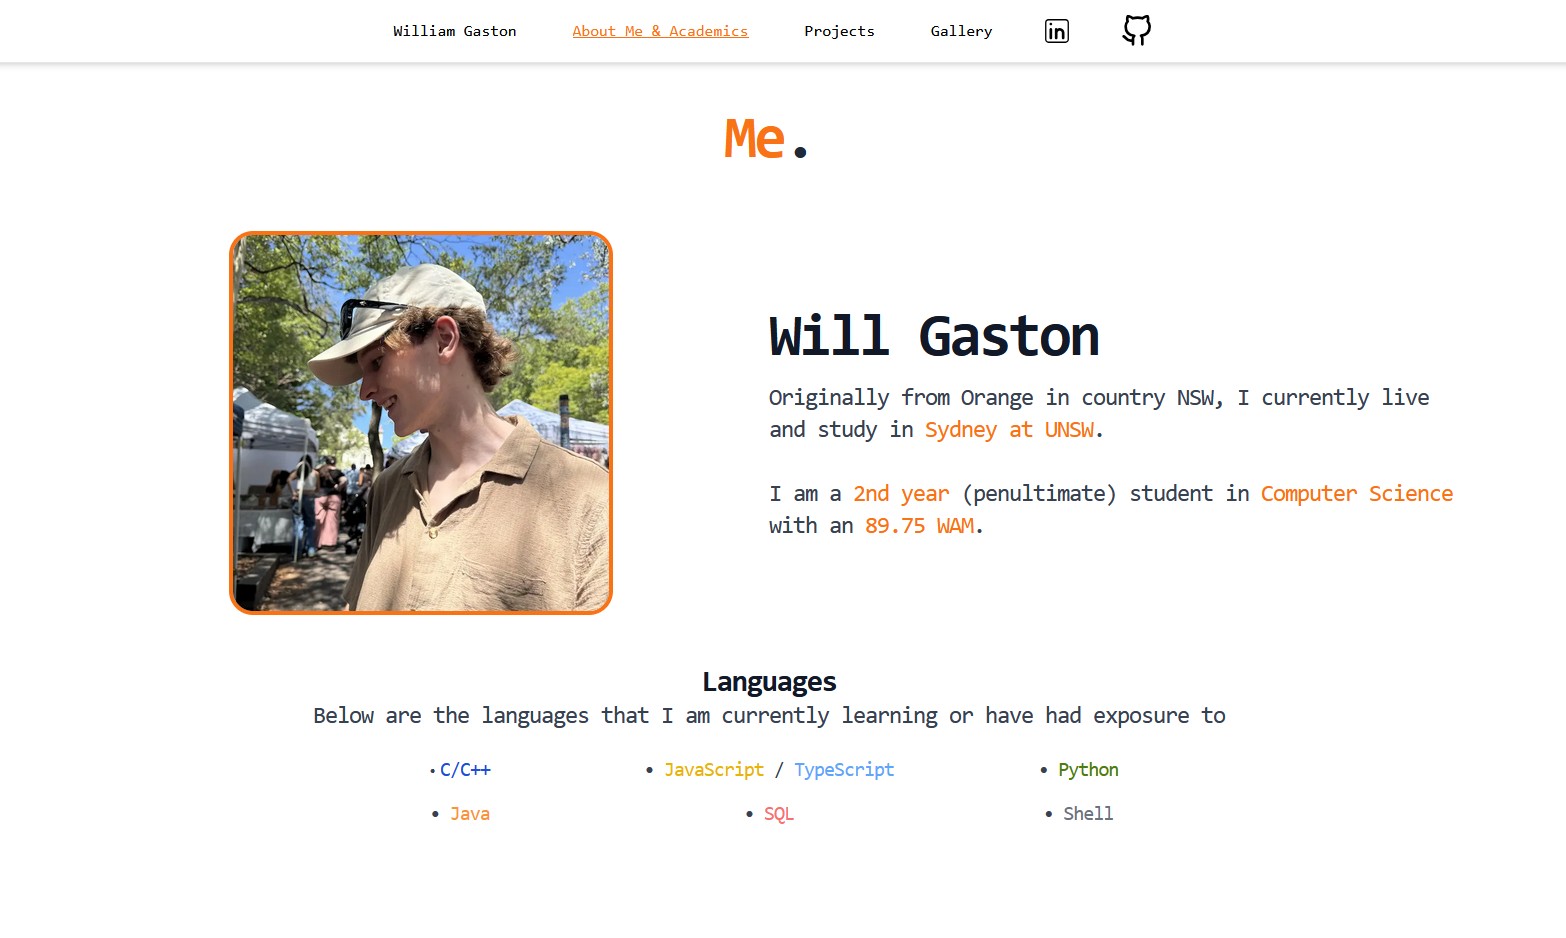 William Gaston About Me & Academics Projects Gallery in
Me.
Will Gaston
Originally from Orange in country NSW, I currently live
and study in Sydney at UNSW.
I am a 2nd year (penultimate) student in Computer Science
with an 89.75 WAM.
Languages
Below are the languages that I am currently learning or have had exposure to
• C/C++ • JavaScript / TypeScript • Python
• Java • SQL • Shell